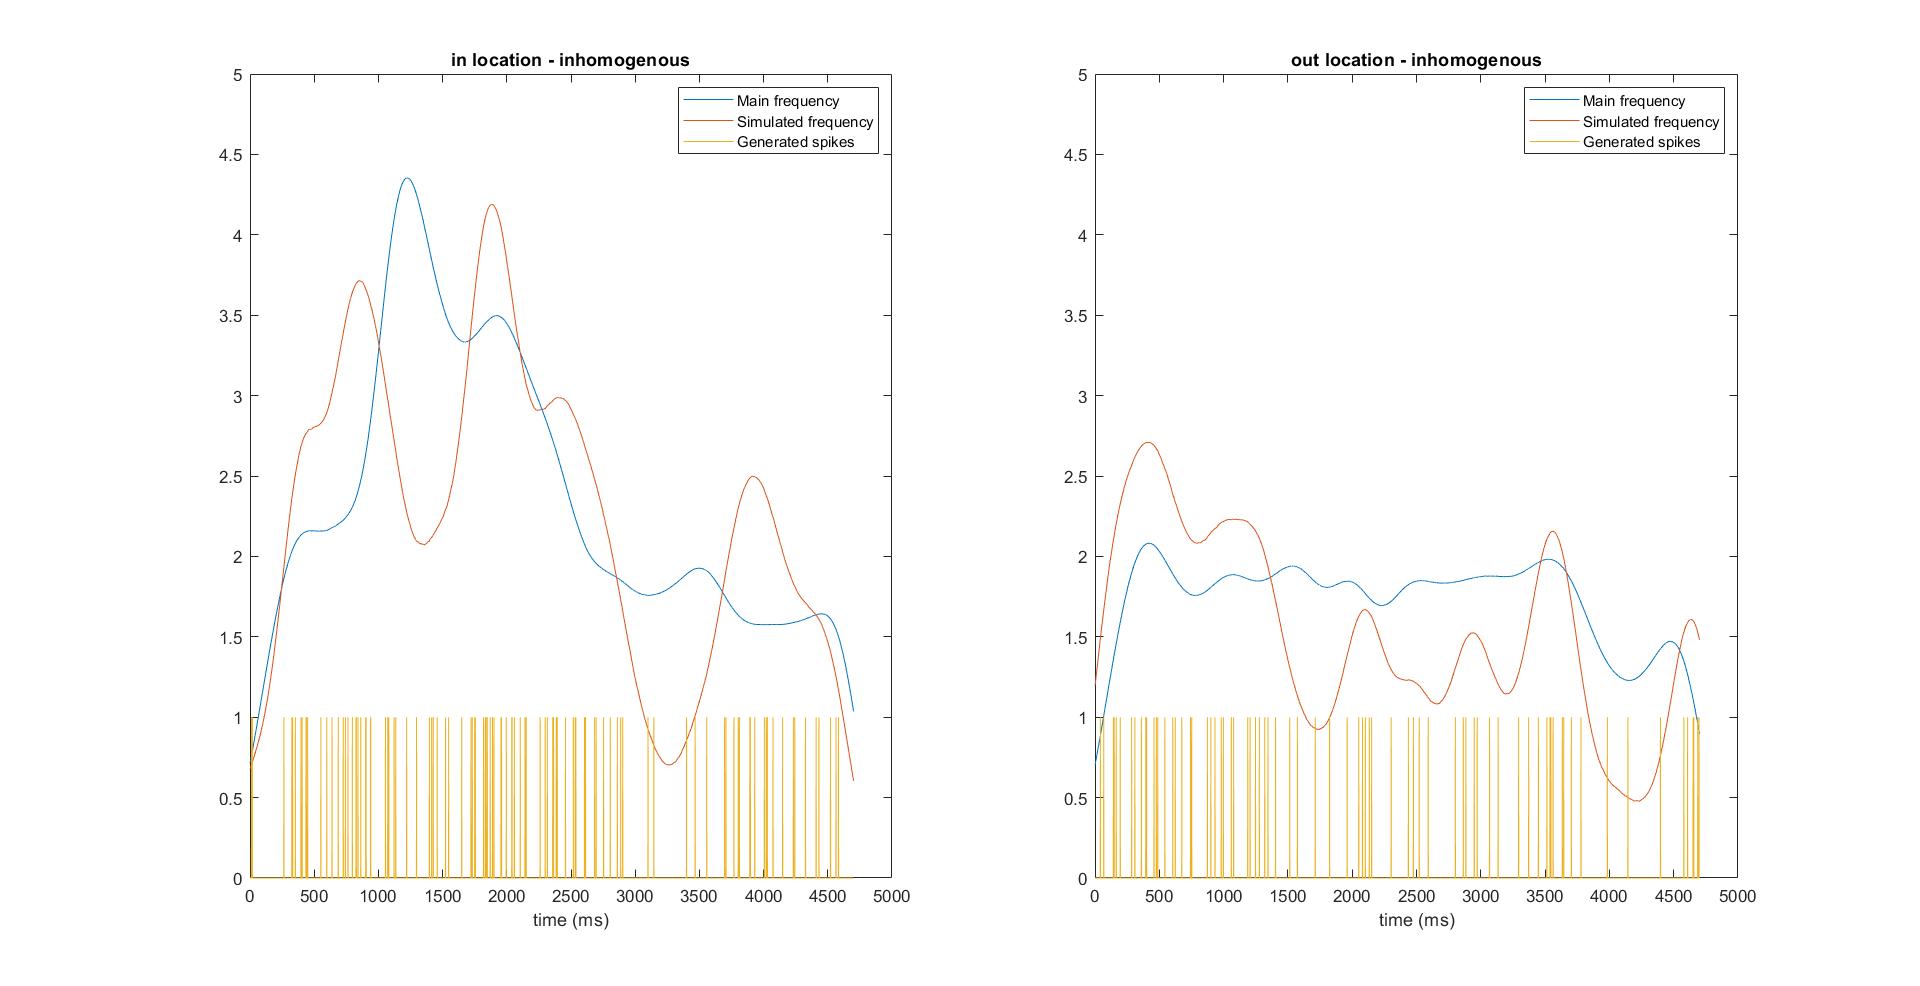 in location - inhomogenous
5
4.5
4
3.5
3
2.5
2
1.5
1
0.5
0
Main frequency
Simulated frequency
Generated spikes
0 500 1000 1500 2000 2500 3000 3500 4000 4500 5000
time (ms)
out location - inhomogenous
5
4.5
4
3.5
3
2.5
2
1.5
1
0.5
0
Main frequency
Simulated frequency
Generated spikes
0 500 1000 1500 2000 2500 3000 3500 4000 4500 5000
time (ms)